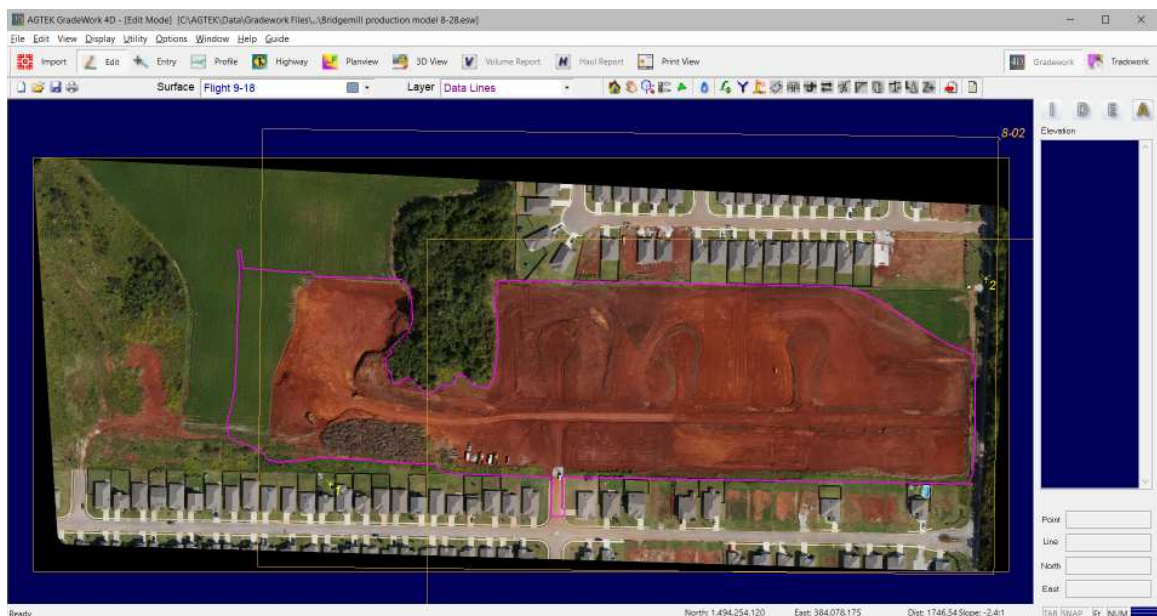 AGTEK GradeWork 4D - [Edit Mode] [C:\AGTEK\Data\Gradework Files\...\Bridgemill production model 8-28.esw]
File Edit View Display Utility Options Window Help Guide
Import Edit Entry Profile Highway Planview 3D View Volume Report Haul Report Print View 4D Gradework Trackwork
Surface Flight 9-18 Layer Data Lines
I D E A
8-02
Elevation
2
1
Point
Line
North
East
Ready North: 1,494,254.120 East: 384,078.175 Dist: 1746.54 Slope: -2.4:1 TAB SNAP Er NUM